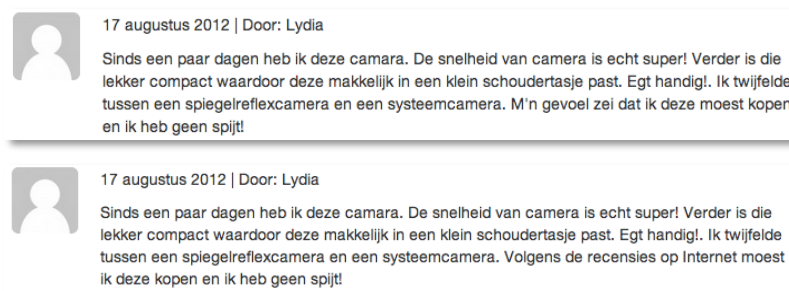 17 augustus 2012 | Door: Lydia
Sinds een paar dagen heb ik deze camara. De snelheid van camera is echt super! Verder is die
lekker compact waardoor deze makkelijk in een klein schoudertasje past. Egt handig!. Ik twijfelde
tussen een spiegelreflexcamera en een systeemcamera. M'n gevoel zei dat ik deze moest kopen
en ik heb geen spijt!
17 augustus 2012 | Door: Lydia
Sinds een paar dagen heb ik deze camara. De snelheid van camera is echt super! Verder is die
lekker compact waardoor deze makkelijk in een klein schoudertasje past. Egt handig!. Ik twijfelde
tussen een spiegelreflexcamera en een systeemcamera. Volgens de recensies op Internet moest
ik deze kopen en ik heb geen spijt!